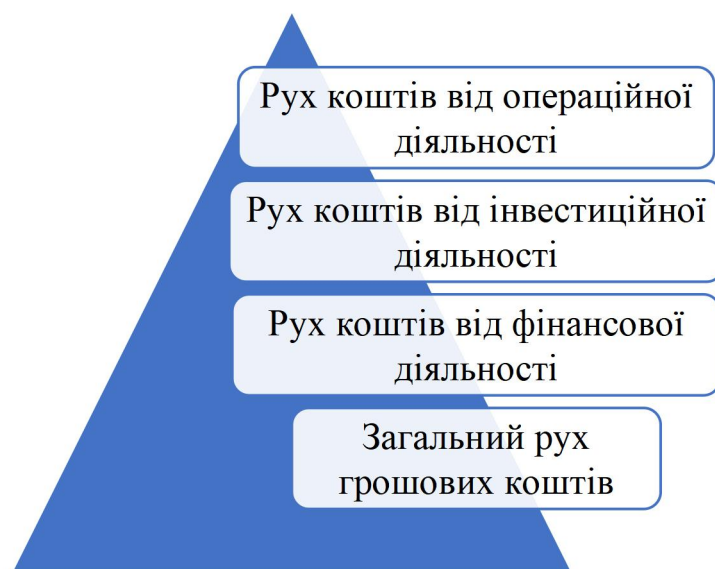 Рух коштів від операційної
діяльності
Рух коштів від інвестиційної
діяльності
Рух коштів від фінансової
діяльності
Загальний рух
грошових коштів